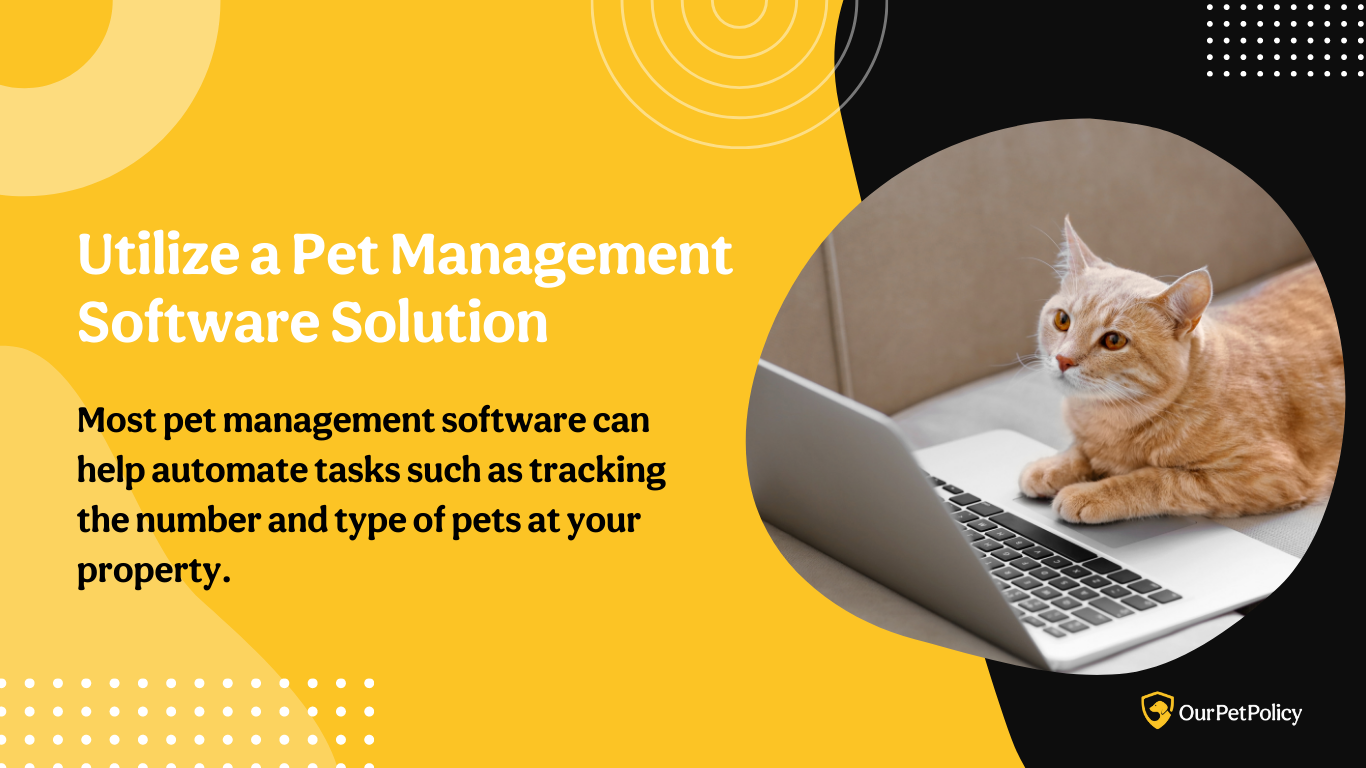 Utilize a Pet Management
Software Solution
Most pet management software can
help automate tasks such as tracking
the number and type of pets at your
property.
OurPetPolicy